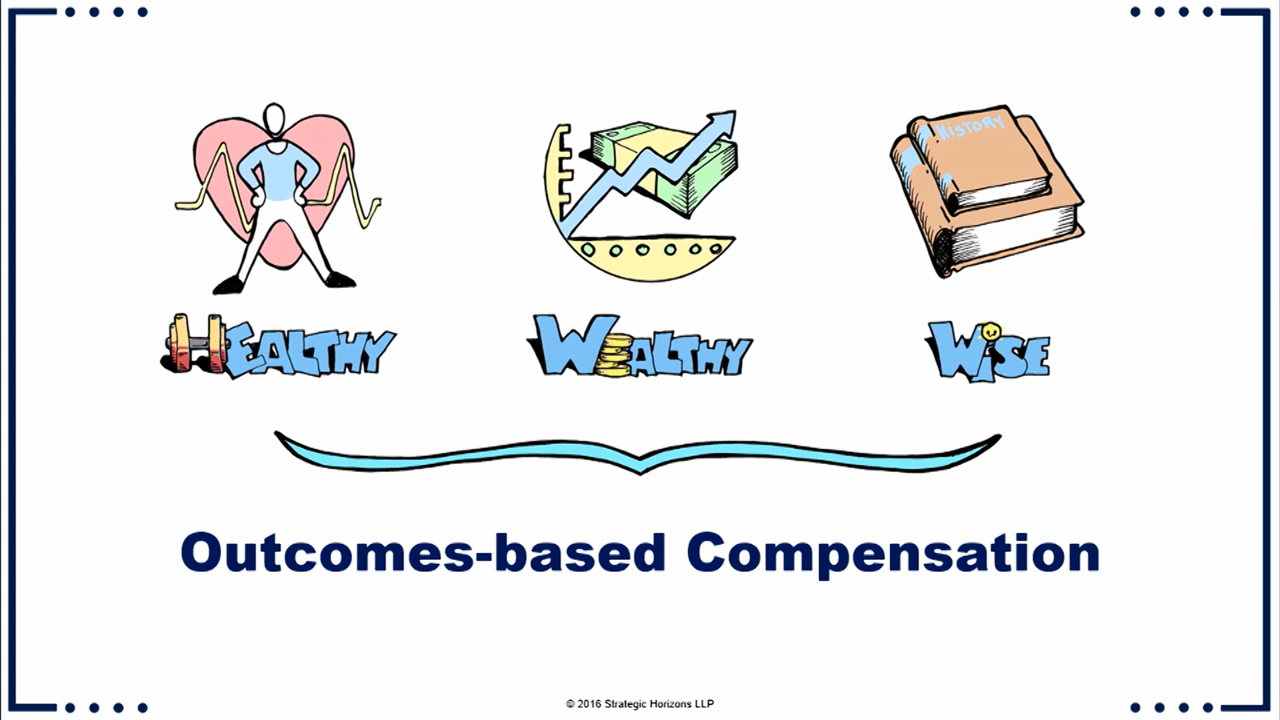 HISTORY
HEALTHY
WEALTHY
WiSE
Outcomes-based Compensation
© 2016 Strategic Horizons LLP